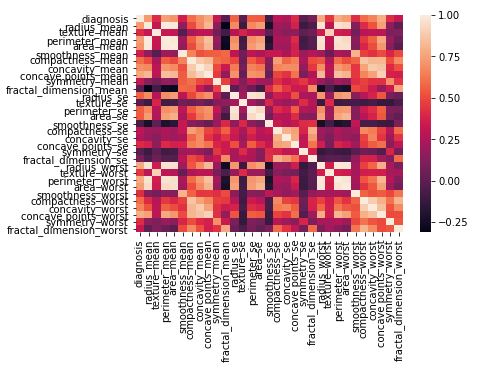 diagnosis
radius_mean
texture_mean
perimeter_mean
area_mean
smoothness_mean
compactness_mean
concavity_mean
concave points_mean
symmetry_mean
fractal_dimension_mean
radius_se
texture_se
perimeter_se
area_se
smoothness_se
compactness_se
concavity_se
concave points_se
symmetry_se
fractal_dimension_se
radius_worst
texture_worst
perimeter_worst
area_worst
smoothness_worst
compactness_worst
concavity_worst
concave points_worst
symmetry_worst
fractal_dimension_worst
diagnosis
radius_mean
texture_mean
perimeter_mean
area_mean
smoothness_mean
compactness_mean
concavity_mean
concave points_mean
symmetry_mean
fractal_dimension_mean
radius_se
texture_se
perimeter_se
area_se
smoothness_se
compactness_se
concavity_se
concave points_se
symmetry_se
fractal_dimension_se
radius_worst
texture_worst
perimeter_worst
area_worst
smoothness_worst
compactness_worst
concavity_worst
concave points_worst
symmetry_worst
fractal_dimension_worst
1.00
0.75
0.50
0.25
0.00
−0.25